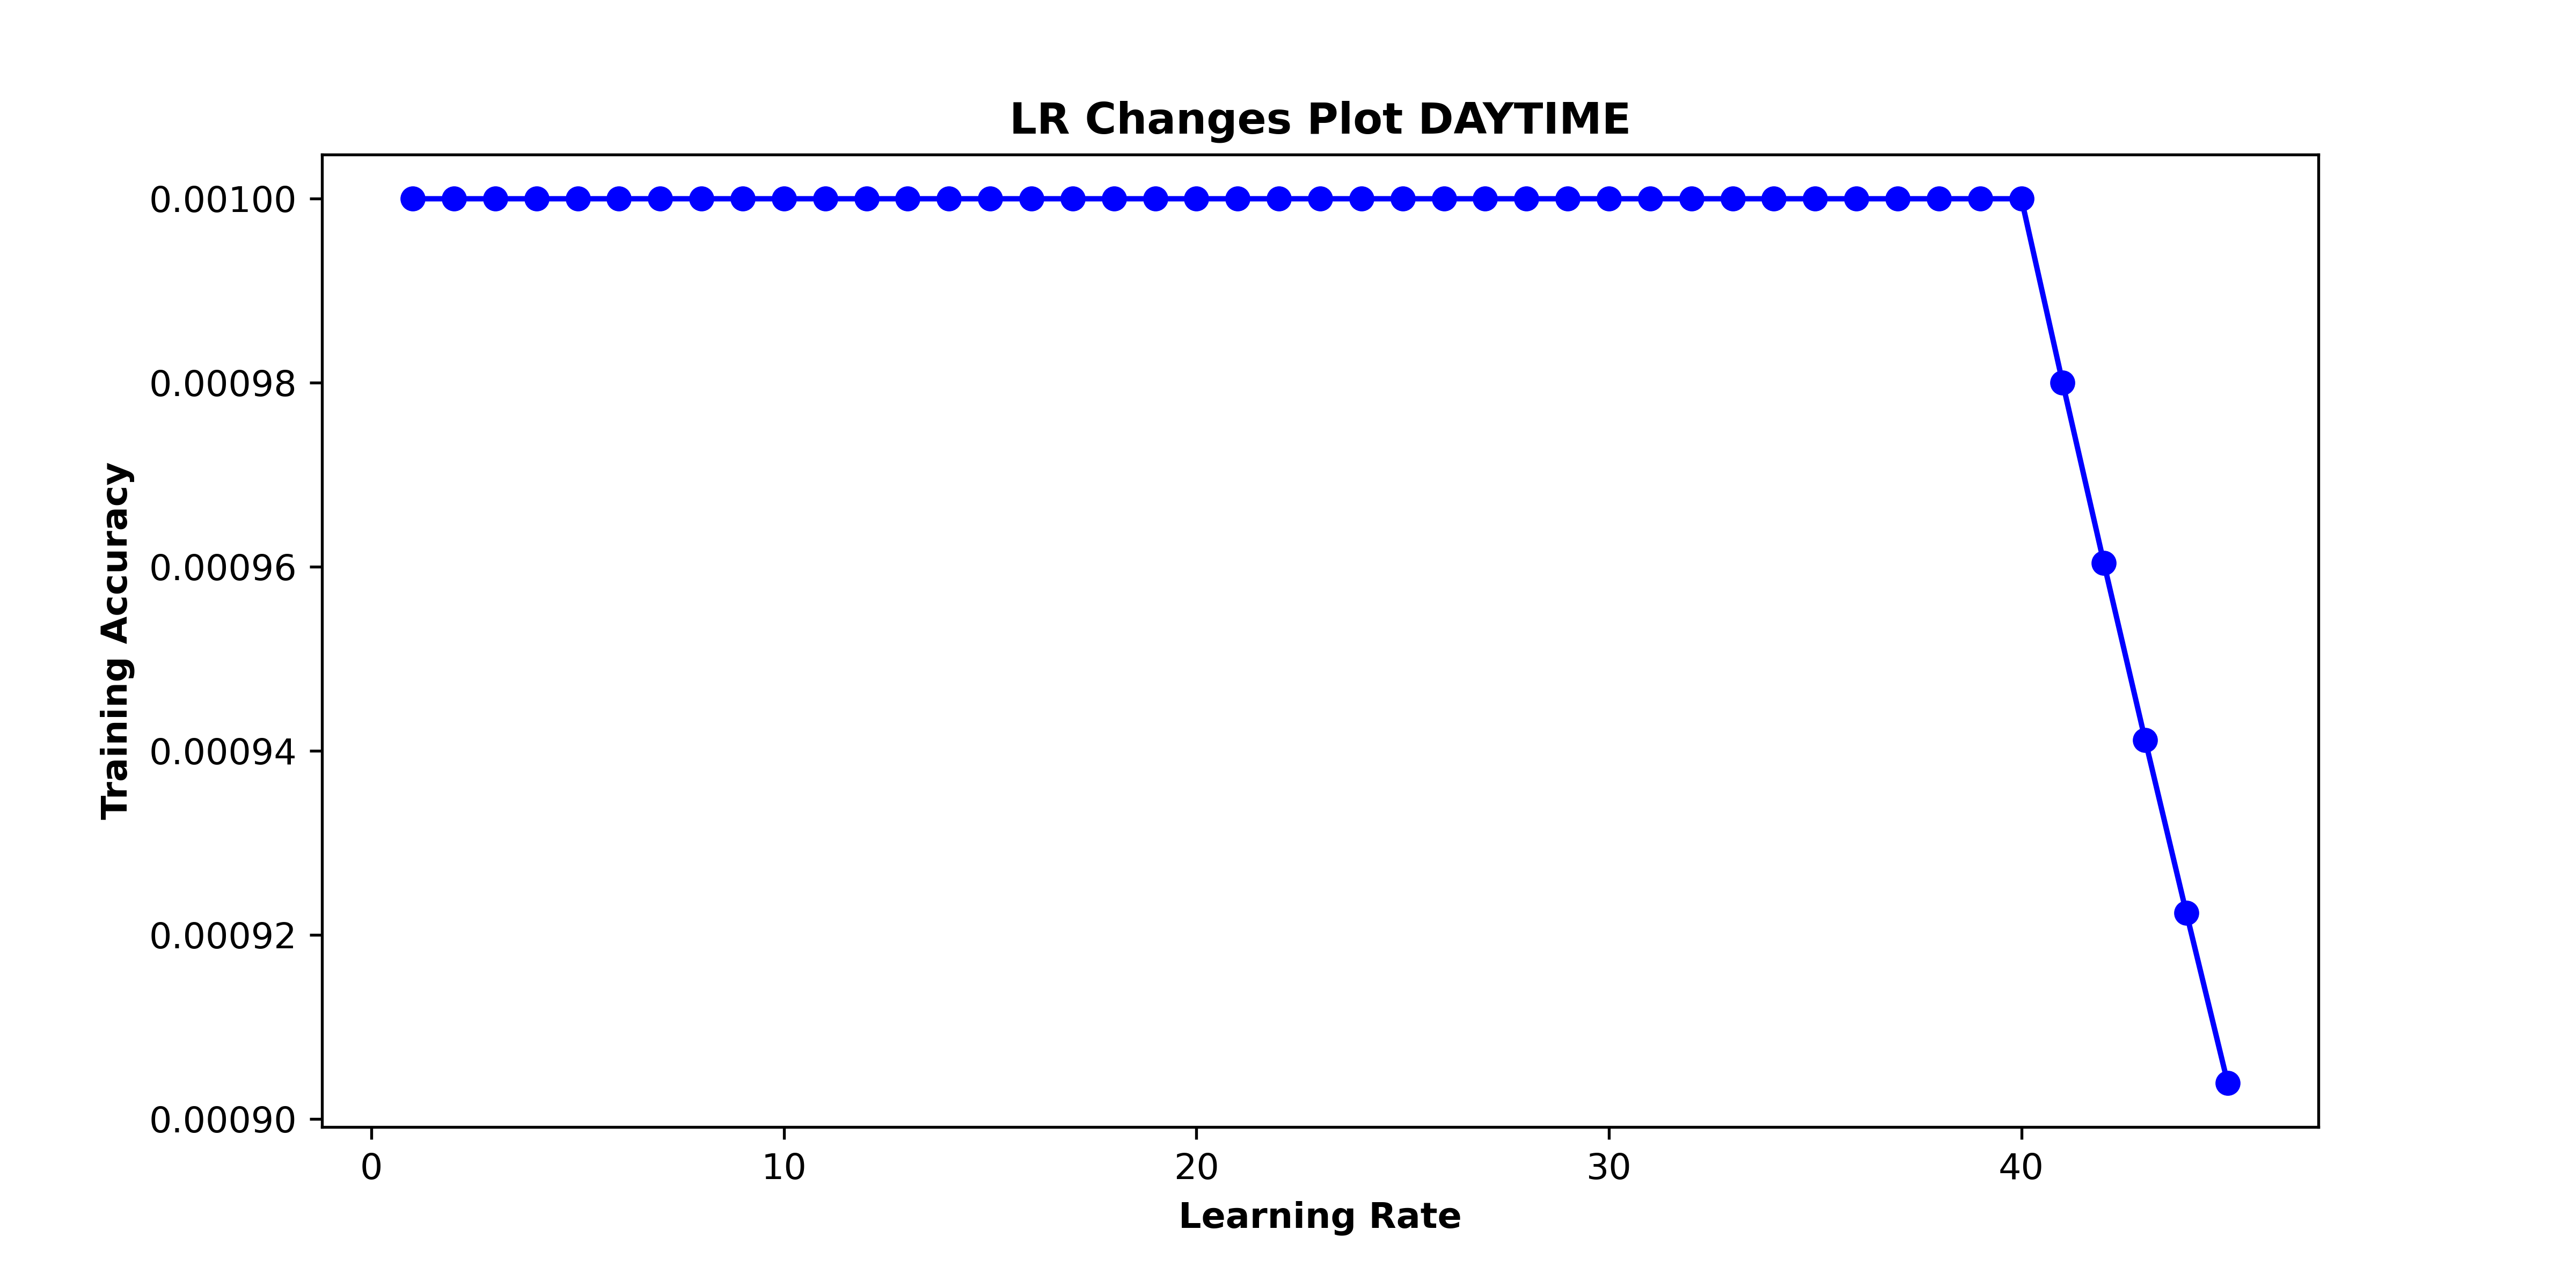 LR Changes Plot DAYTIME
Training Accuracy
0.00100
0.00098
0.00096
0.00094
0.00092
0.00090
0 10 20 30 40
Learning Rate